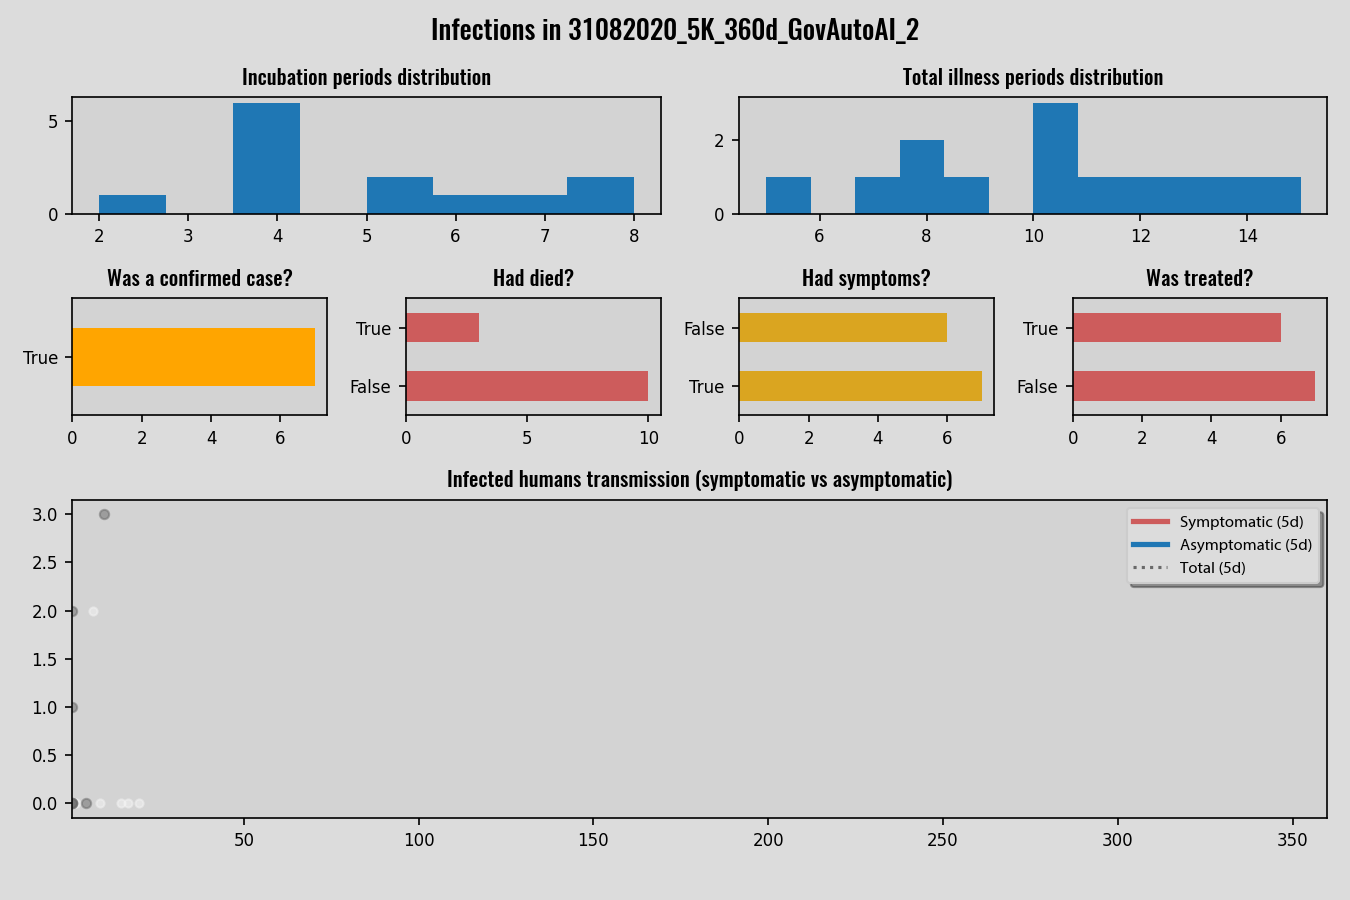 Infections in 31082020_5K_360d_GovAutoAI_2
Incubation periods distribution
Total illness periods distribution
5
0
2 3 4 5 6 7 8
2
0
6 8 10 12 14
Was a confirmed case?
Had died?
Had symptoms?
Was treated?
True
0 2 4 6
True
False
0 5 10
False
True
0 2 4 6
True
False
0 2 4 6
Infected humans transmission (symptomatic vs asymptomatic)
3.0
2.5
2.0
1.5
1.0
0.5
0.0
Symptomatic (5d)
Asymptomatic (5d)
Total (5d)
50 100 150 200 250 300 350